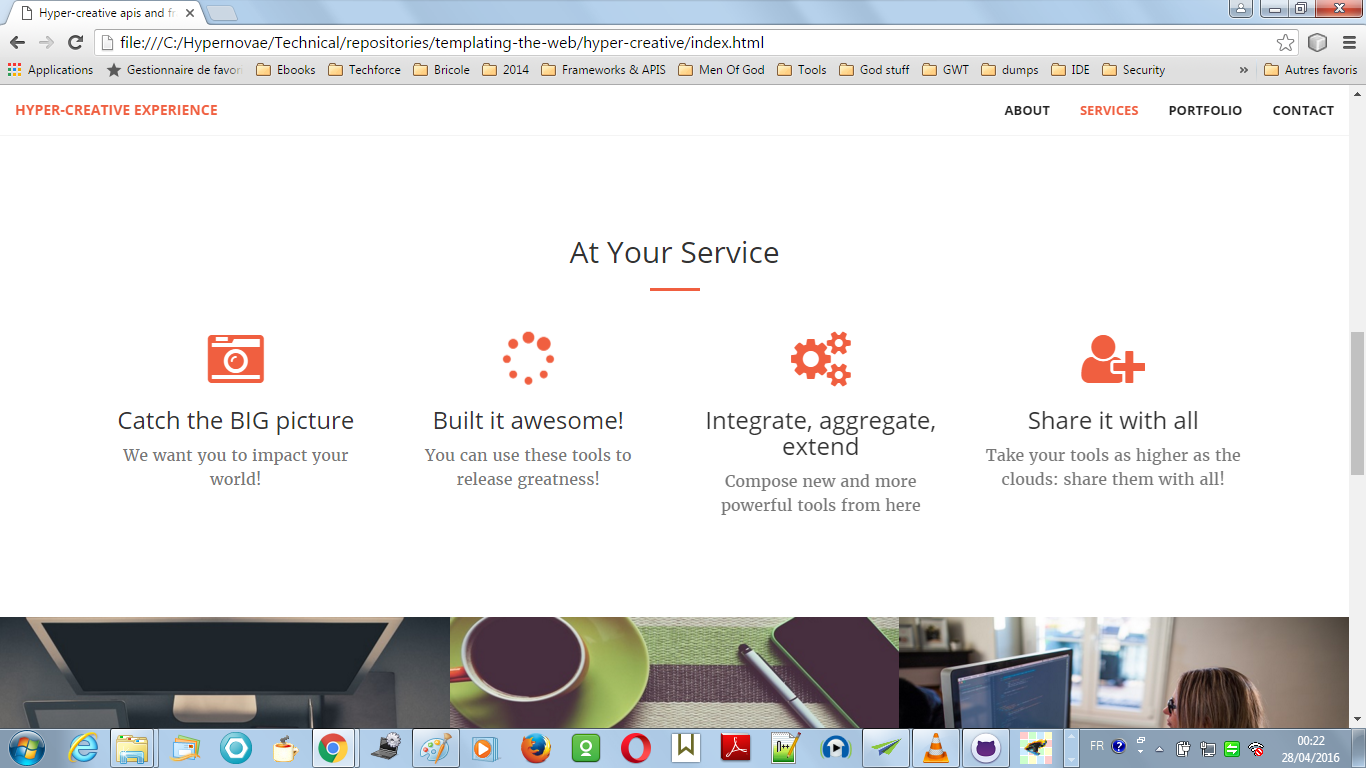 Hyper-creative apis and fr
file:///C:/Hypernovae/Technical/repositories/templating-the-web/hyper-creative/index.html
Applications Gestionnaire de favori Ebooks Techforce Bricole 2014 Frameworks & APIS Men Of God Tools God stuff GWT dumps IDE Security » Autres favoris
HYPER-CREATIVE EXPERIENCE ABOUT SERVICES PORTFOLIO CONTACT
At Your Service
Catch the BIG picture
We want you to impact your
world!
Built it awesome!
You can use these tools to
release greatness!
Integrate, aggregate,
extend
Compose new and more
powerful tools from here
Share it with all
Take your tools as higher as the
clouds: share them with all!
FR 00:22
28/04/2016